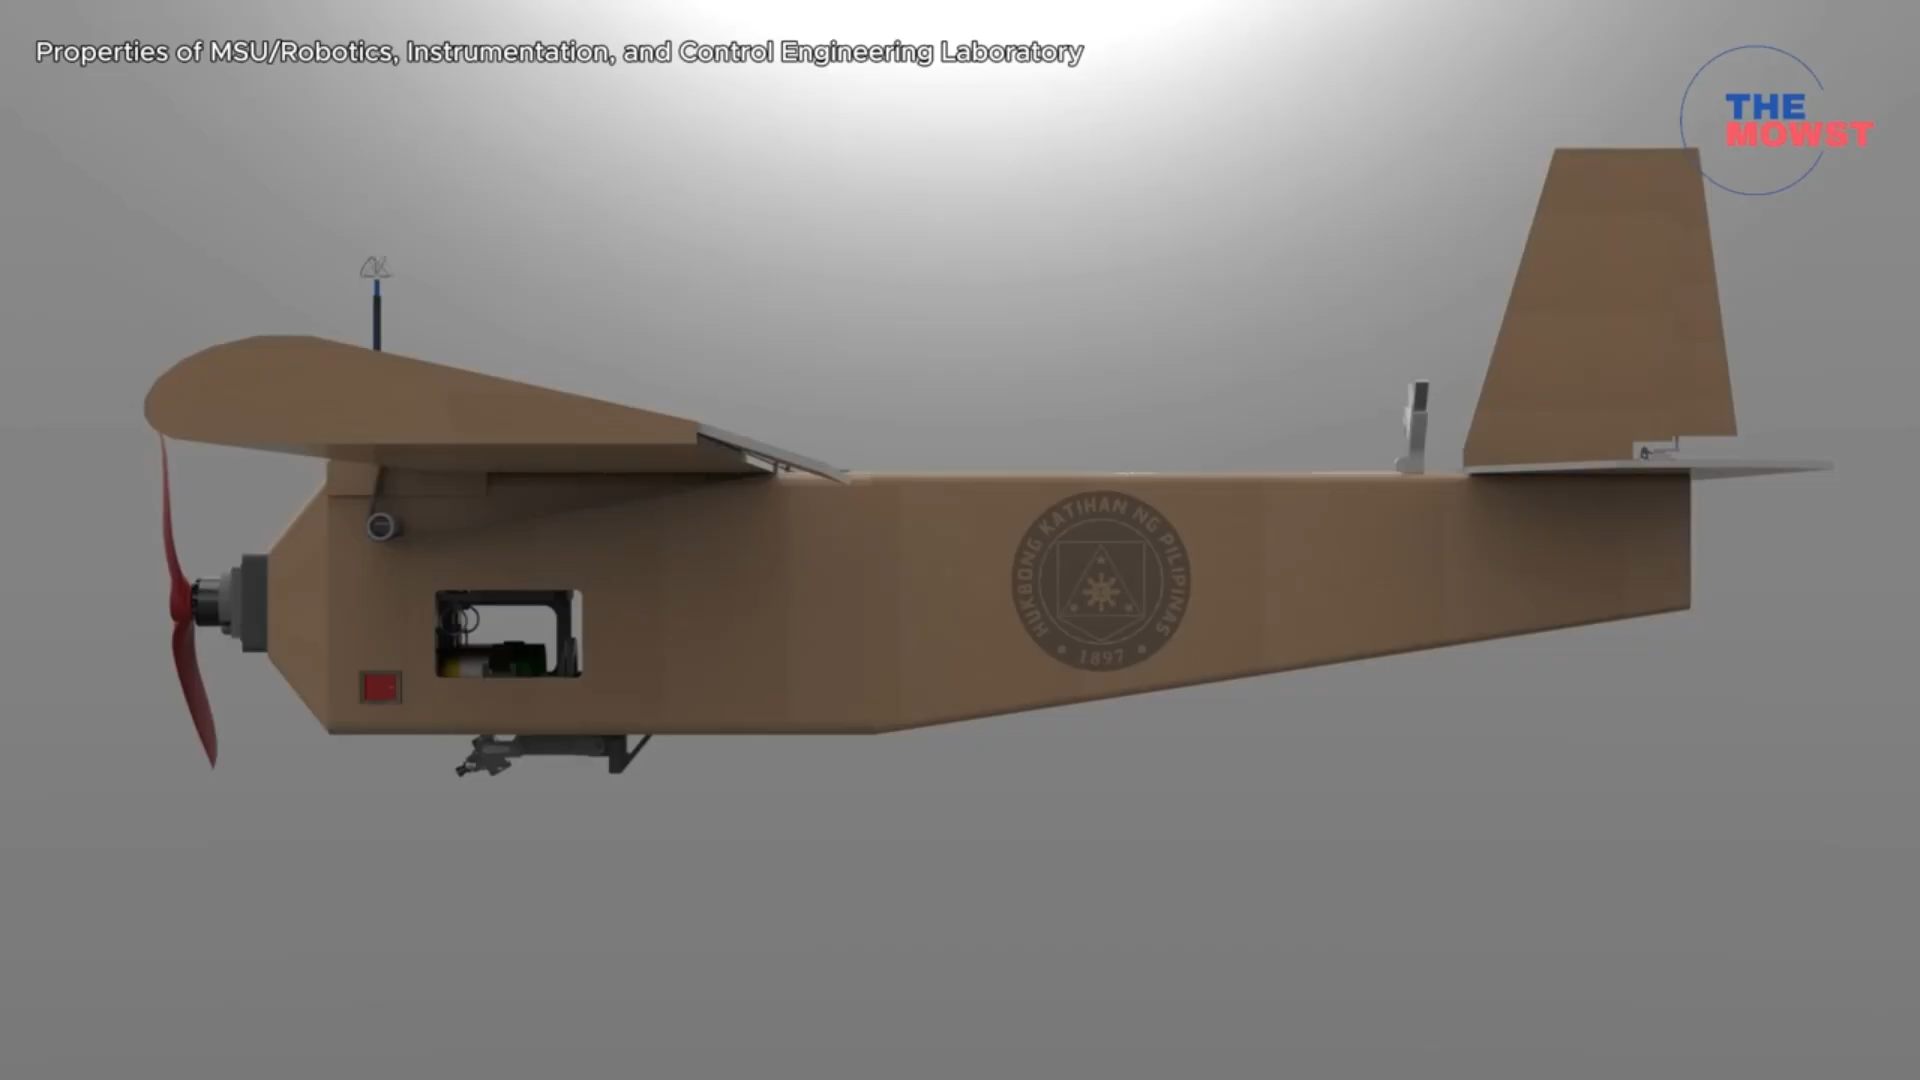 Properties of MSU/Robotics, Instrumentation, and Control Engineering Laboratory
THE
MOWST
HUKBONG KATIHAN NG PILIPINAS
• 1897 •